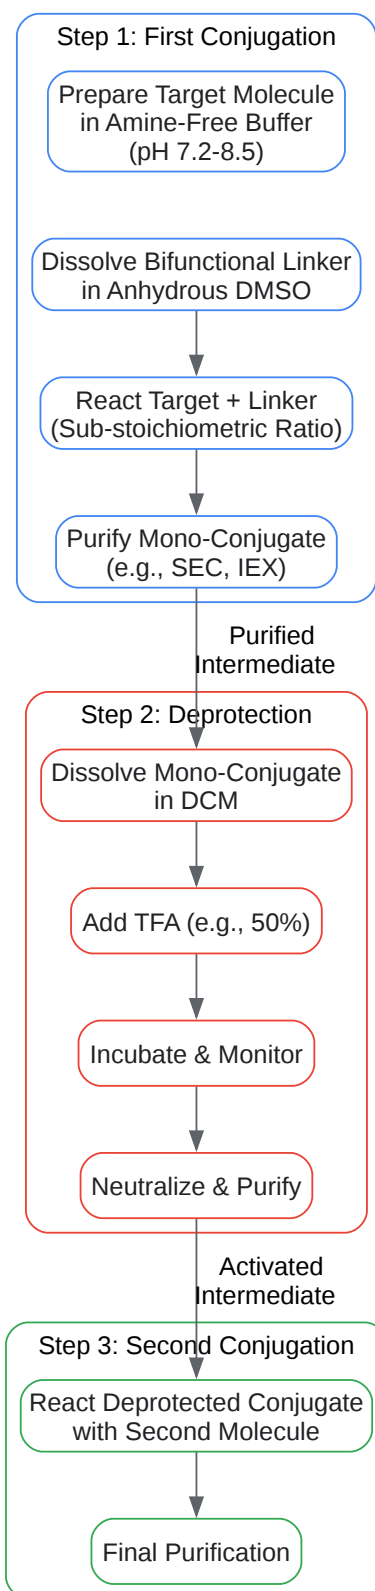 Step 1: First Conjugation
Prepare Target Molecule
in Amine-Free Buffer
(pH 7.2-8.5)
Dissolve Bifunctional Linker
in Anhydrous DMSO
React Target + Linker
(Sub-stoichiometric Ratio)
Purify Mono-Conjugate
(e.g., SEC, IEX)
Purified
Intermediate
Step 2: Deprotection
Dissolve Mono-Conjugate
in DCM
Add TFA (e.g., 50%)
Incubate & Monitor
Neutralize & Purify
Activated
Intermediate
Step 3: Second Conjugation
React Deprotected Conjugate
with Second Molecule
Final Purification